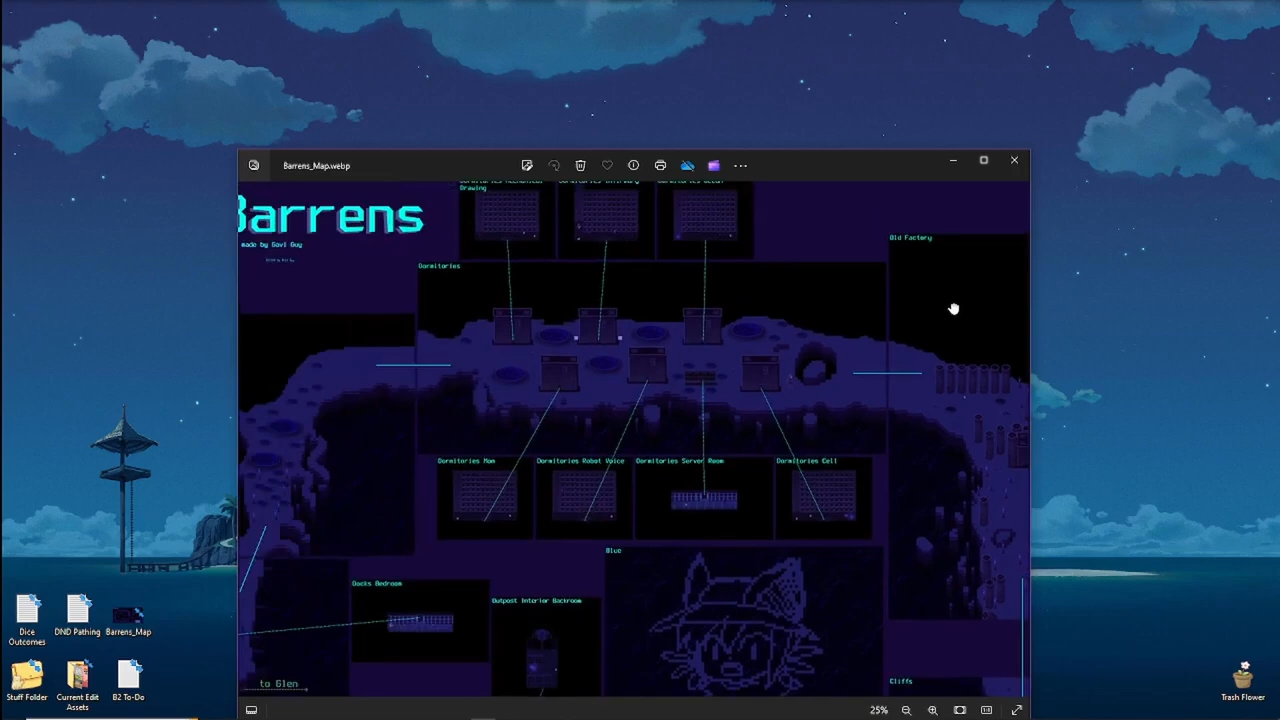 Barrens_Map.webp
Barrens
made by Govi Guy
Drawing
Old Factory
Dormitories
Dormitories Mom
Dormitories Robot Voice
Dormitories Server Room
Dormitories Cell
Blue
Docks Bedroom
Outpost Interior Backroom
to Glen
Cliffs
25%
Dice
Outcomes
DND Pathing
Barrens_Map
Stuff Folder
Current Edit
Assets
B2 To-Do
Trash Flower